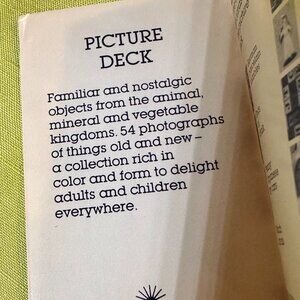 PICTURE
DECK
Familiar and nostalgic
objects from the animal,
mineral and vegetable
kingdoms. 54 photographs
of things old and new–
a collection rich in
color and form to delight
adults and children
everywhere.